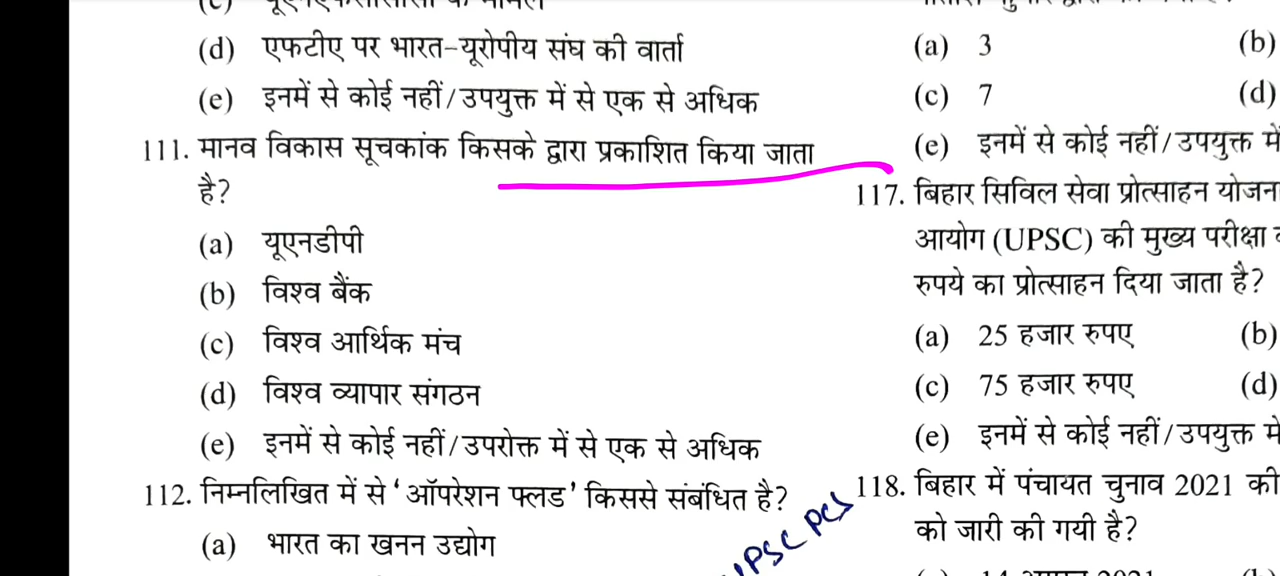 (d) एफटीए पर भारत-यूरोपीय संघ की वार्ता
(e) इनमें से कोई नहीं/उपयुक्त में से एक से अधिक
111. मानव विकास सूचकांक किसके द्वारा प्रकाशित किया जाता
है?
(a) यूएनडीपी
(b) विश्व बैंक
(c) विश्व आर्थिक मंच
(d) विश्व व्यापार संगठन
(e) इनमें से कोई नहीं/उपरोक्त में से एक से अधिक
112. निम्नलिखित में से ‘ऑपरेशन फ्लड’ किससे संबंधित है?
(a) भारत का खनन उद्योग
UPSC PCS
(a) 3 (b)
(c) 7 (d)
(e) इनमें से कोई नहीं/उपयुक्त में
117. बिहार सिविल सेवा प्रोत्साहन योजना
आयोग (UPSC) की मुख्य परीक्षा
रुपये का प्रोत्साहन दिया जाता है?
(a) 25 हजार रुपए (b)
(c) 75 हजार रुपए (d)
(e) इनमें से कोई नहीं/उपयुक्त में
118. बिहार में पंचायत चुनाव 2021 की
को जारी की गयी है?